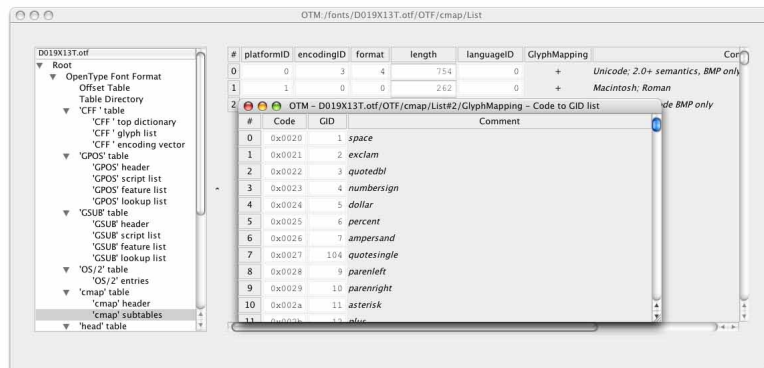 OTM:/fonts/D019X13T.otf/OTF/cmap/List
D019X13T.otf
Root
OpenType Font Format
Offset Table
Table Directory
'CFF ' table
'CFF ' top dictionary
'CFF ' glyph list
'CFF ' encoding vector
'GPOS' table
'GPOS' header
'GPOS' script list
'GPOS' feature list
'GPOS' lookup list
'GSUB' table
'GSUB' header
'GSUB' script list
'GSUB' feature list
'GSUB' lookup list
'OS/2' table
'OS/2' entries
'cmap' table
'cmap' header
'cmap' subtables
'head' table
# platformID encodingID format length languageID GlyphMapping Cor
0 0 3 4 754 0 + Unicode; 2.0+ semantics, BMP only
1 1 0 0 262 0 + Macintosh; Roman
2 de BMP only
OTM – D019X13T.otf/OTF/cmap/List#2/GlyphMapping – Code to GID list
# Code GID Comment
0 0x0020 1 space
1 0x0021 2 exclam
2 0x0022 3 quotedbl
3 0x0023 4 numbersign
4 0x0024 5 dollar
5 0x0025 6 percent
6 0x0026 7 ampersand
7 0x0027 104 quotesingle
8 0x0028 9 parenleft
9 0x0029 10 parenright
10 0x002a 11 asterisk
11 0x002b 12 plus